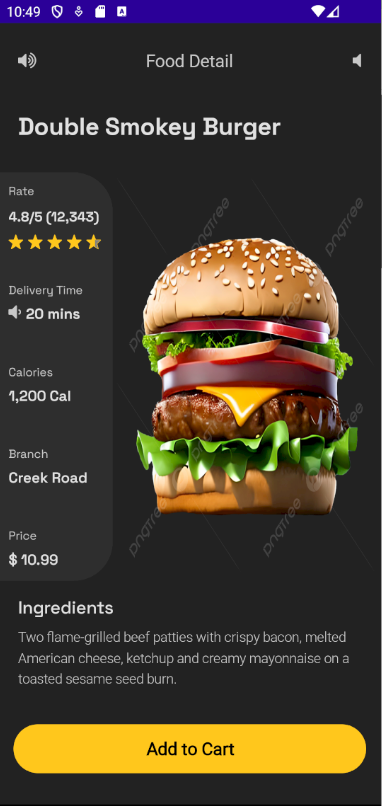 10:49
Food Detail
Double Smokey Burger
Rate
4.8/5 (12,343)
Delivery Time
20 mins
Calories
1,200 Cal
Branch
Creek Road
Price
$ 10.99
pngtree
pngtree
pngtree
pngtree
pngtree
pngtree
Ingredients
Two flame-grilled beef patties with crispy bacon, melted
American cheese, ketchup and creamy mayonnaise on a
toasted sesame seed burn.
Add to Cart